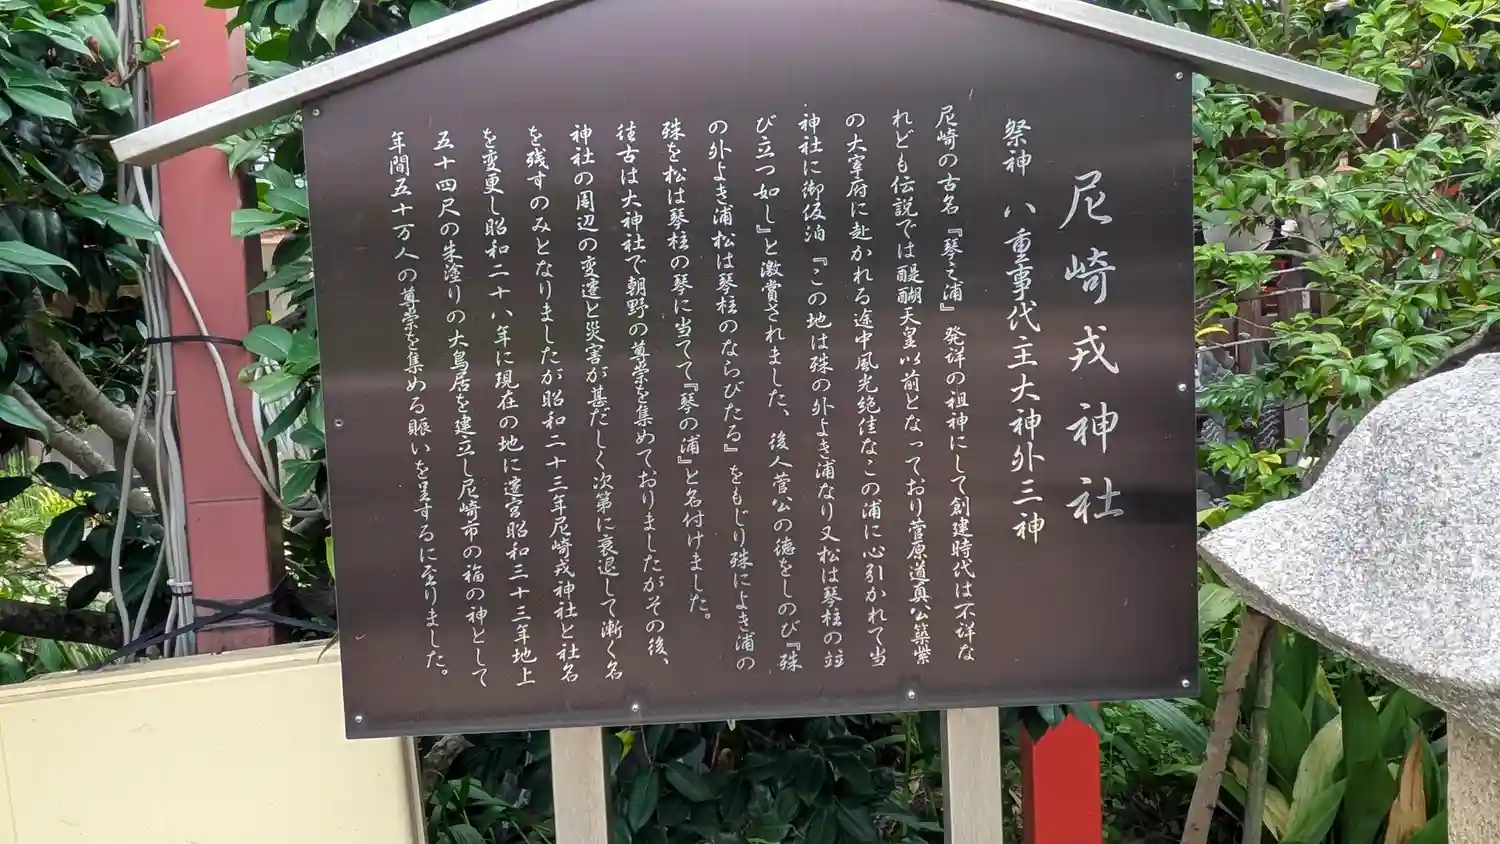 尼崎戎神社
祭神 八重事代主大神外三神
尼崎の古名『琴之浦』発祥の祖神にして創建時代は不詳な
れども伝説では醍醐天皇以前となっており菅原道真公築紫
の大宰府に赴かれる途中風光絶佳なこの浦に心引かれて当
神社に御仮泊『この地は殊の外よき浦なり又松は琴柱の竝
び立つ如し』と激賞されました、後人菅公の徳をしのび『殊
の外よき浦松は琴柱のならびたる』をもじり殊によき浦の
殊を松は琴柱の琴に当てて『琴の浦』と名付けました。
往古は大神社で朝野の尊崇を集めておりましたがその後、
神社の周辺の変遷と災害が甚だしく次第に衰退して漸く名
を残すのみとなりましたが昭和二十三年尼崎戎神社と社名
を変更し昭和二十八年に現在の地に遷宮昭和三十三年地上
五十四尺の朱塗りの大鳥居を建立し尼崎市の福の神として
年間五十万人の尊崇を集める賑いを呈するに至りました。